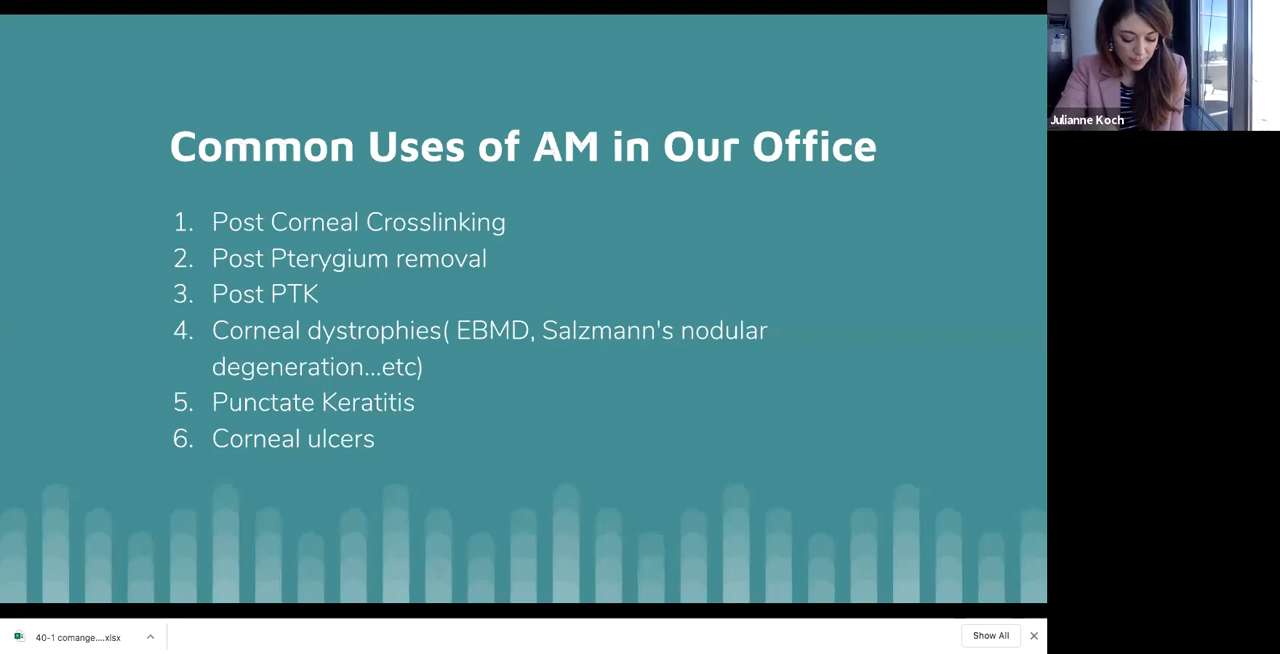 Common Uses of AM in Our Office
1. Post Corneal Crosslinking
2. Post Pterygium removal
3. Post PTK
4. Corneal dystrophies( EBMD, Salzmann's nodular
degeneration...etc)
5. Punctate Keratitis
6. Corneal ulcers
Julianne Koch
40-1 comange....xlsx
Show All